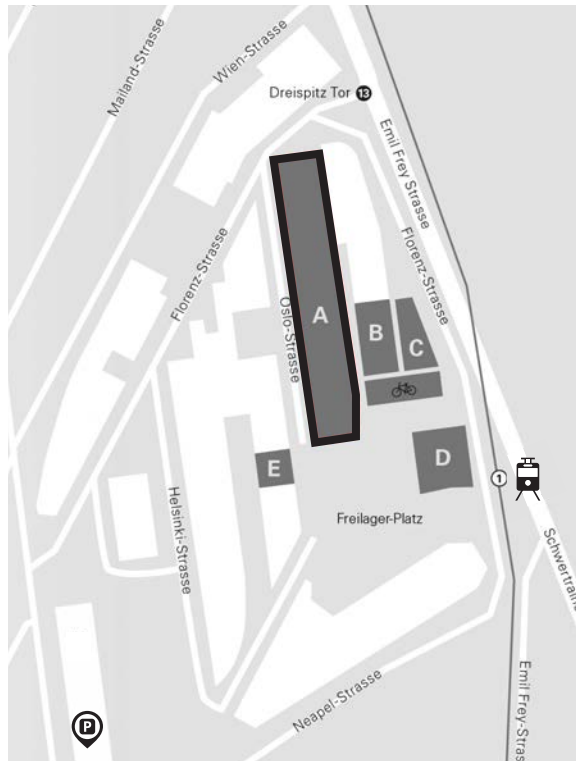 Mailand-Strasse
Wien-Strasse
Dreispitz Tor 13
Emil Frey Strasse
Florenz-Strasse
Florenz-Strasse
Oslo-Strasse
A
B
C
E
D
1
Freilager-Platz
Helsinki-Strasse
Schwertrain
Neapel-Strasse
Emil Frey-Stras
P